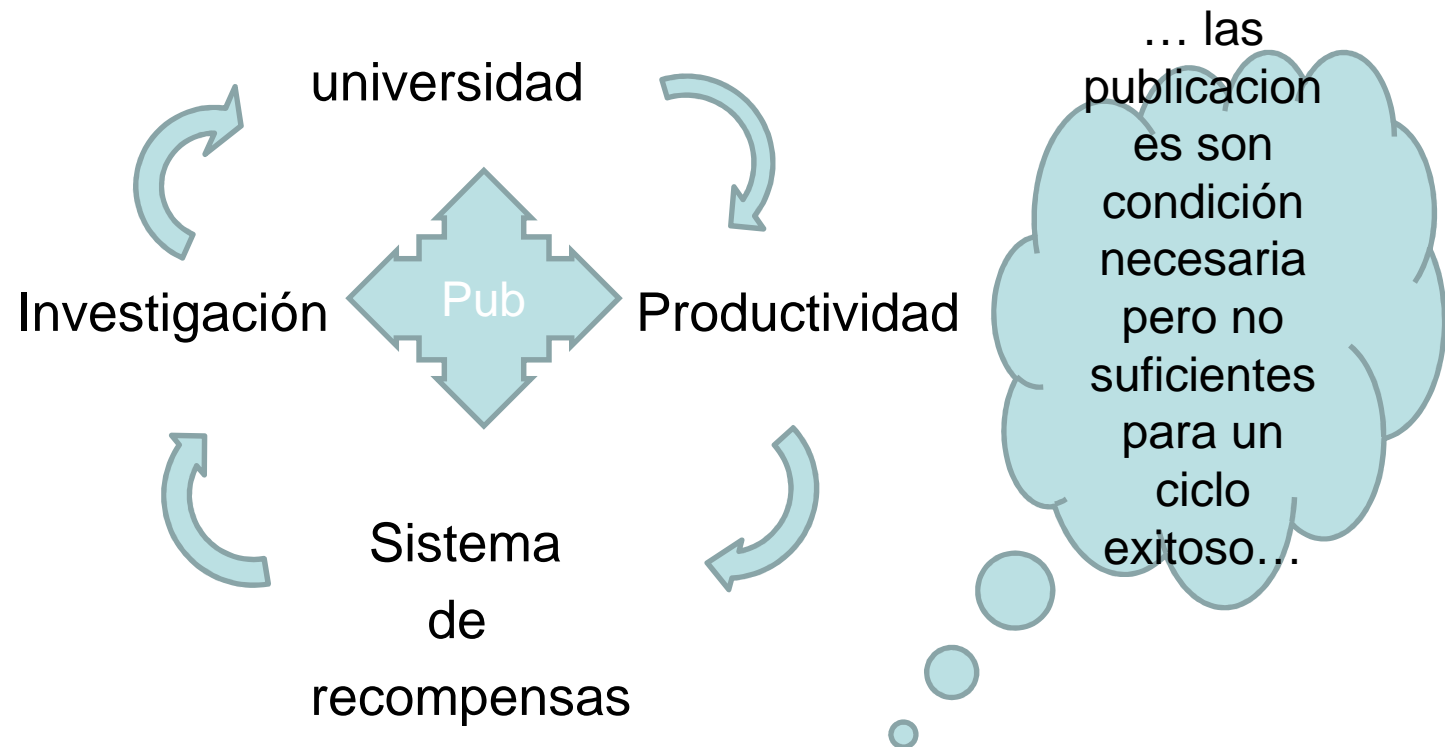 universidad
Investigación
Pub
Productividad
Sistema
de
recompensas
… las
publicacion
es son
condición
necesaria
pero no
suficientes
para un
ciclo
exitoso…